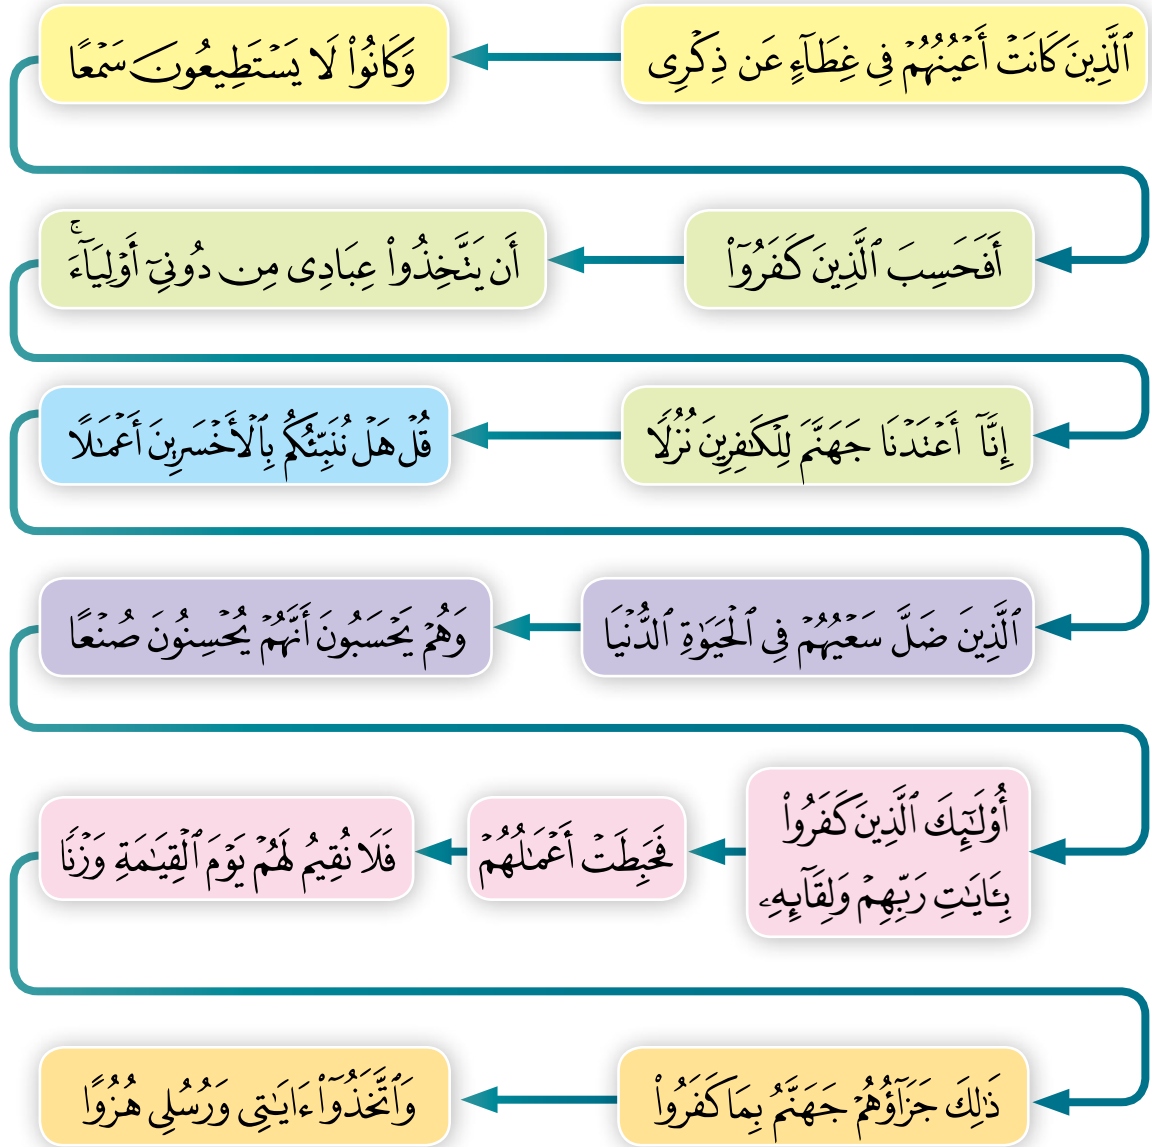 ٱلَّذِينَ كَانَتۡ أَعۡيُنُهُمۡ فِى غِطَآءٍ عَن ذِكۡرِى
وَكَانُوا۟ لَا يَسۡتَطِيعُونَ سَمۡعًا
أَفَحَسِبَ ٱلَّذِينَ كَفَرُوٓا۟
أَن يَتَّخِذُوا۟ عِبَادِى مِن دُونِىٓ أَوۡلِيَآءَۚ
إِنَّآ أَعۡتَدۡنَا جَهَنَّمَ لِلۡكَٰفِرِينَ نُزُلًا
قُلۡ هَلۡ نُنَبِّئُكُم بِٱلۡأَخۡسَرِينَ أَعۡمَٰلًا
ٱلَّذِينَ ضَلَّ سَعۡيُهُمۡ فِى ٱلۡحَيَوٰةِ ٱلدُّنۡيَا
وَهُمۡ يَحۡسَبُونَ أَنَّهُمۡ يُحۡسِنُونَ صُنۡعًا
أُو۟لَٰٓئِكَ ٱلَّذِينَ كَفَرُوا۟
بِـَٔايَٰتِ رَبِّهِمۡ وَلِقَآئِهِۦ
فَحَبِطَتۡ أَعۡمَٰلُهُمۡ
فَلَا نُقِيمُ لَهُمۡ يَوۡمَ ٱلۡقِيَٰمَةِ وَزۡنًا
ذَٰلِكَ جَزَآؤُهُمۡ جَهَنَّمُ بِمَا كَفَرُوا۟
وَٱتَّخَذُوٓا۟ ءَايَٰتِى وَرُسُلِى هُزُوًا